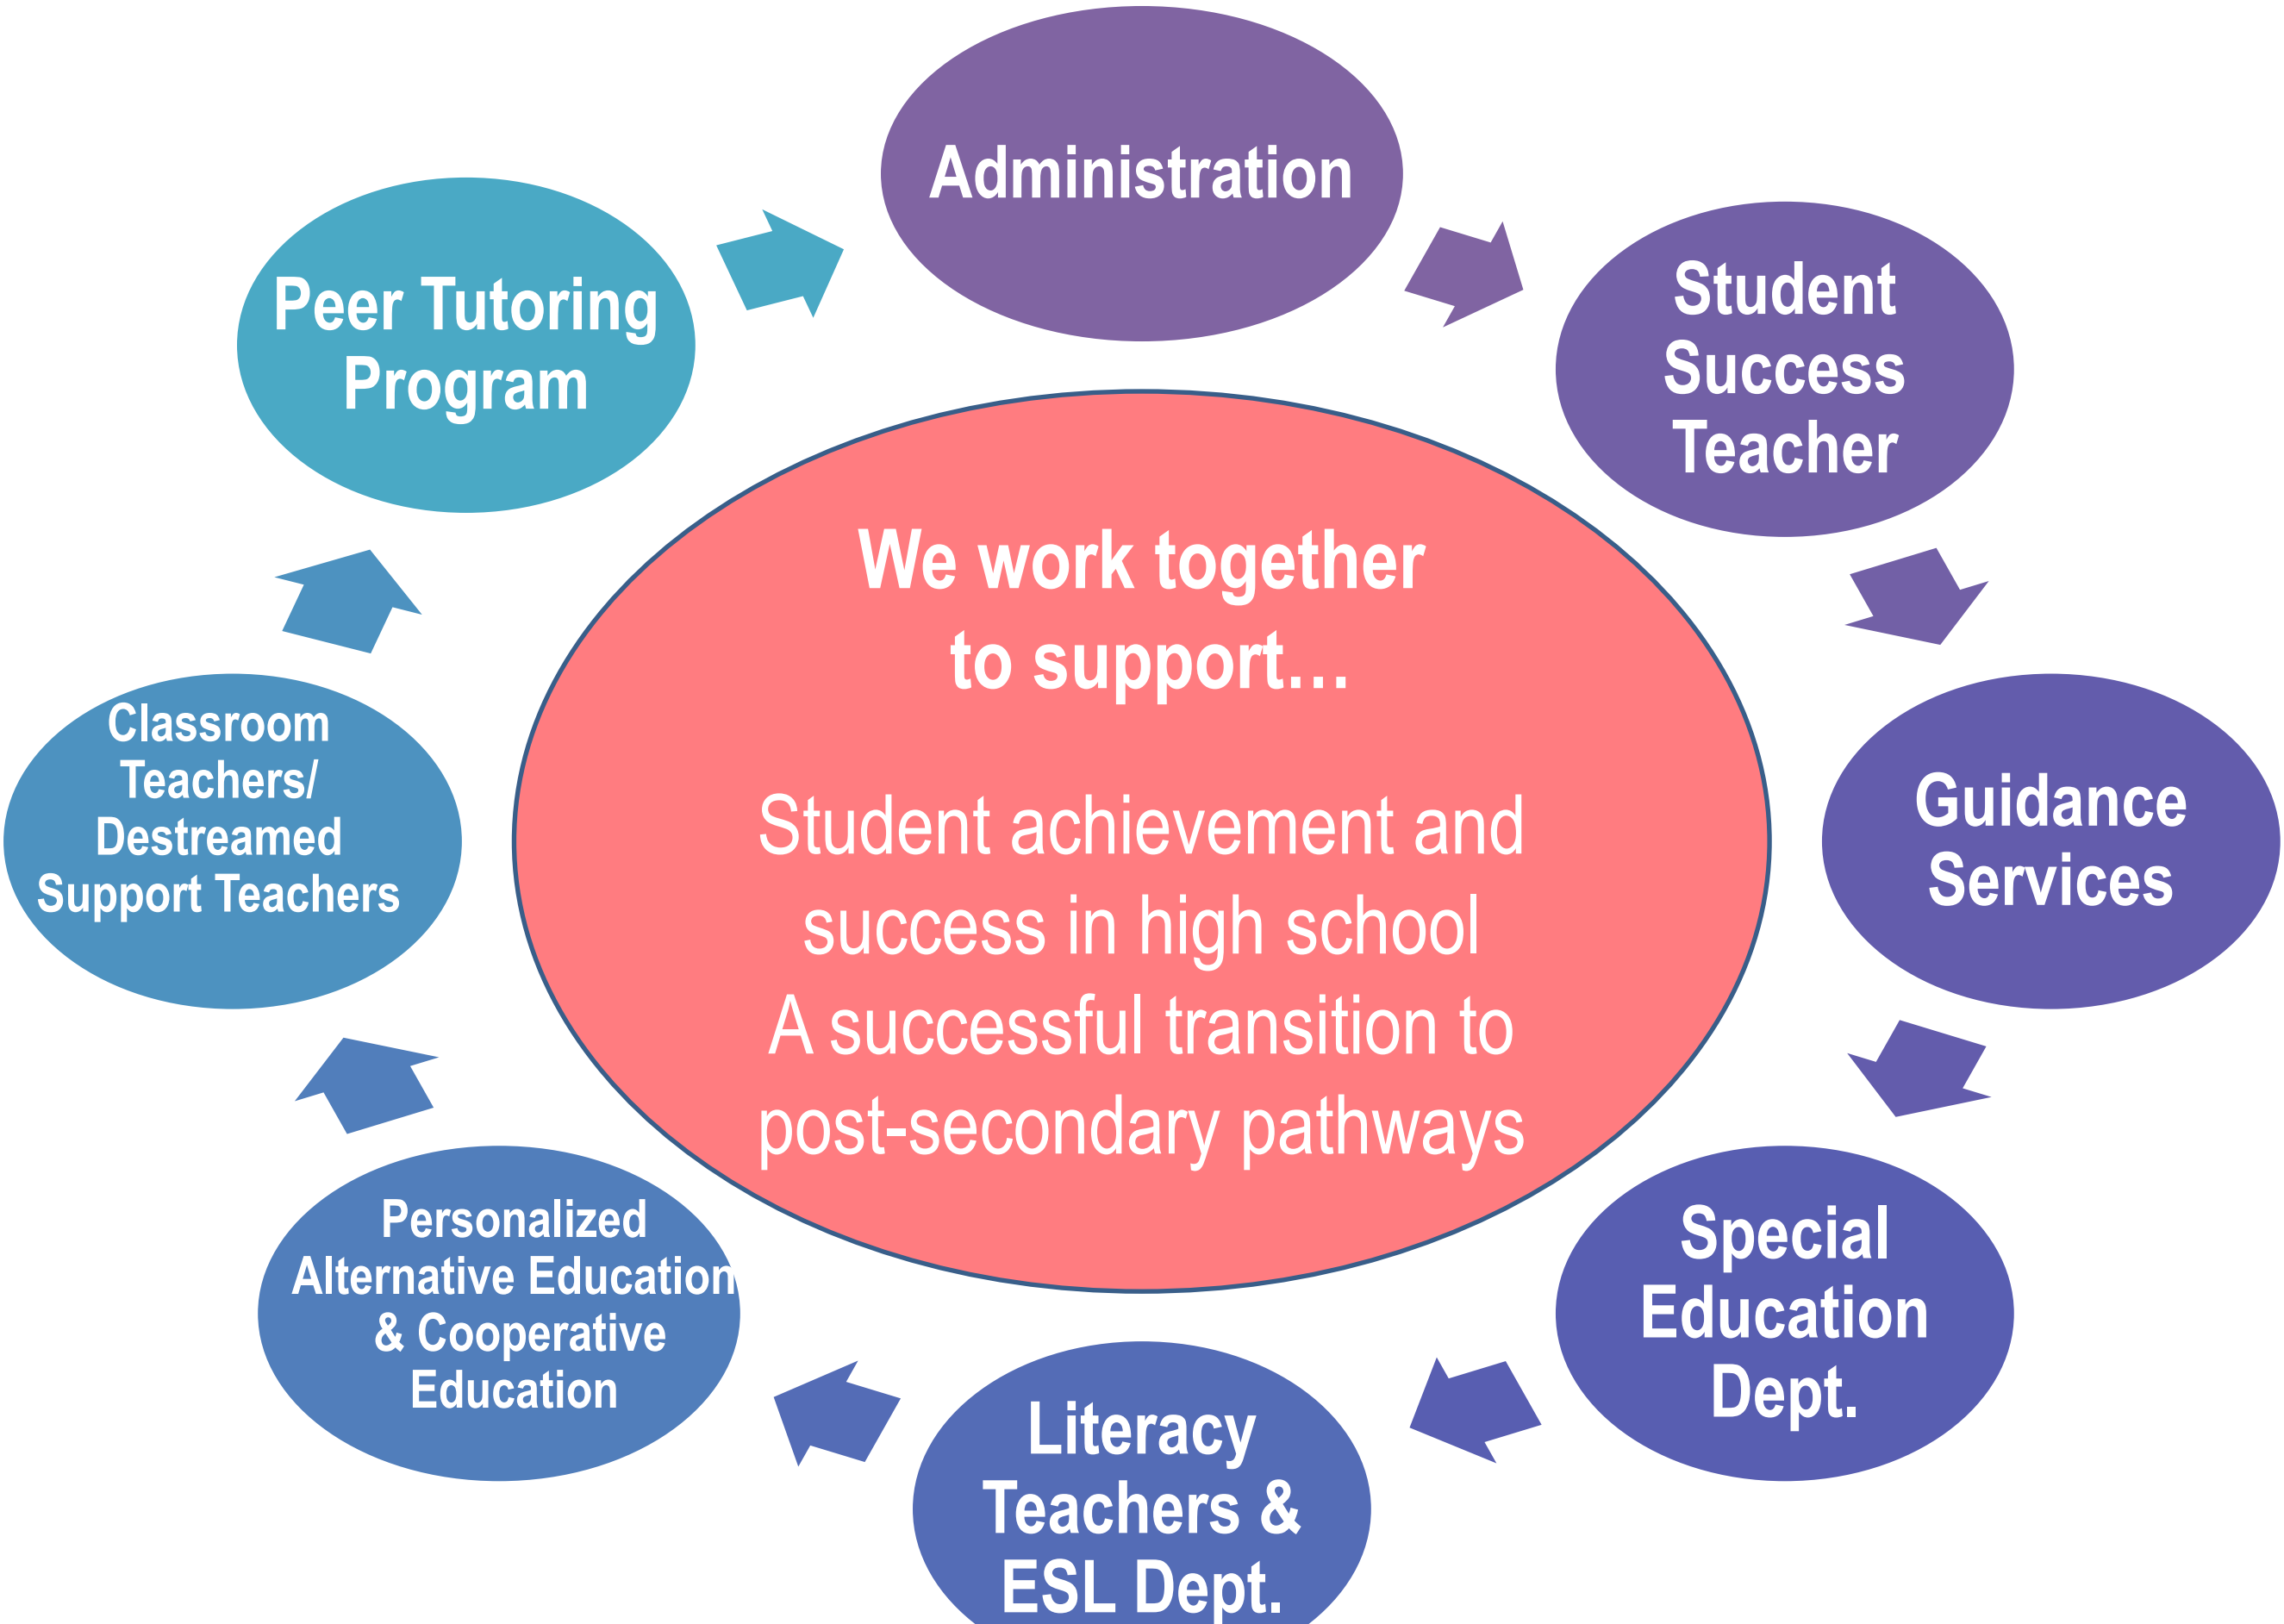 Administration
Student
Success
Teacher
Guidance
Services
Special
Education
Dept.
Literacy
Teachers &
ESL Dept.
Personalized
Alternative Education
& Cooperative
Education
Classroom
Teachers/
Destreamed
Support Teachers
Peer Tutoring
Program
We work together
to support…
Student achievement and
success in high school
A successful transition to
post-secondary pathways